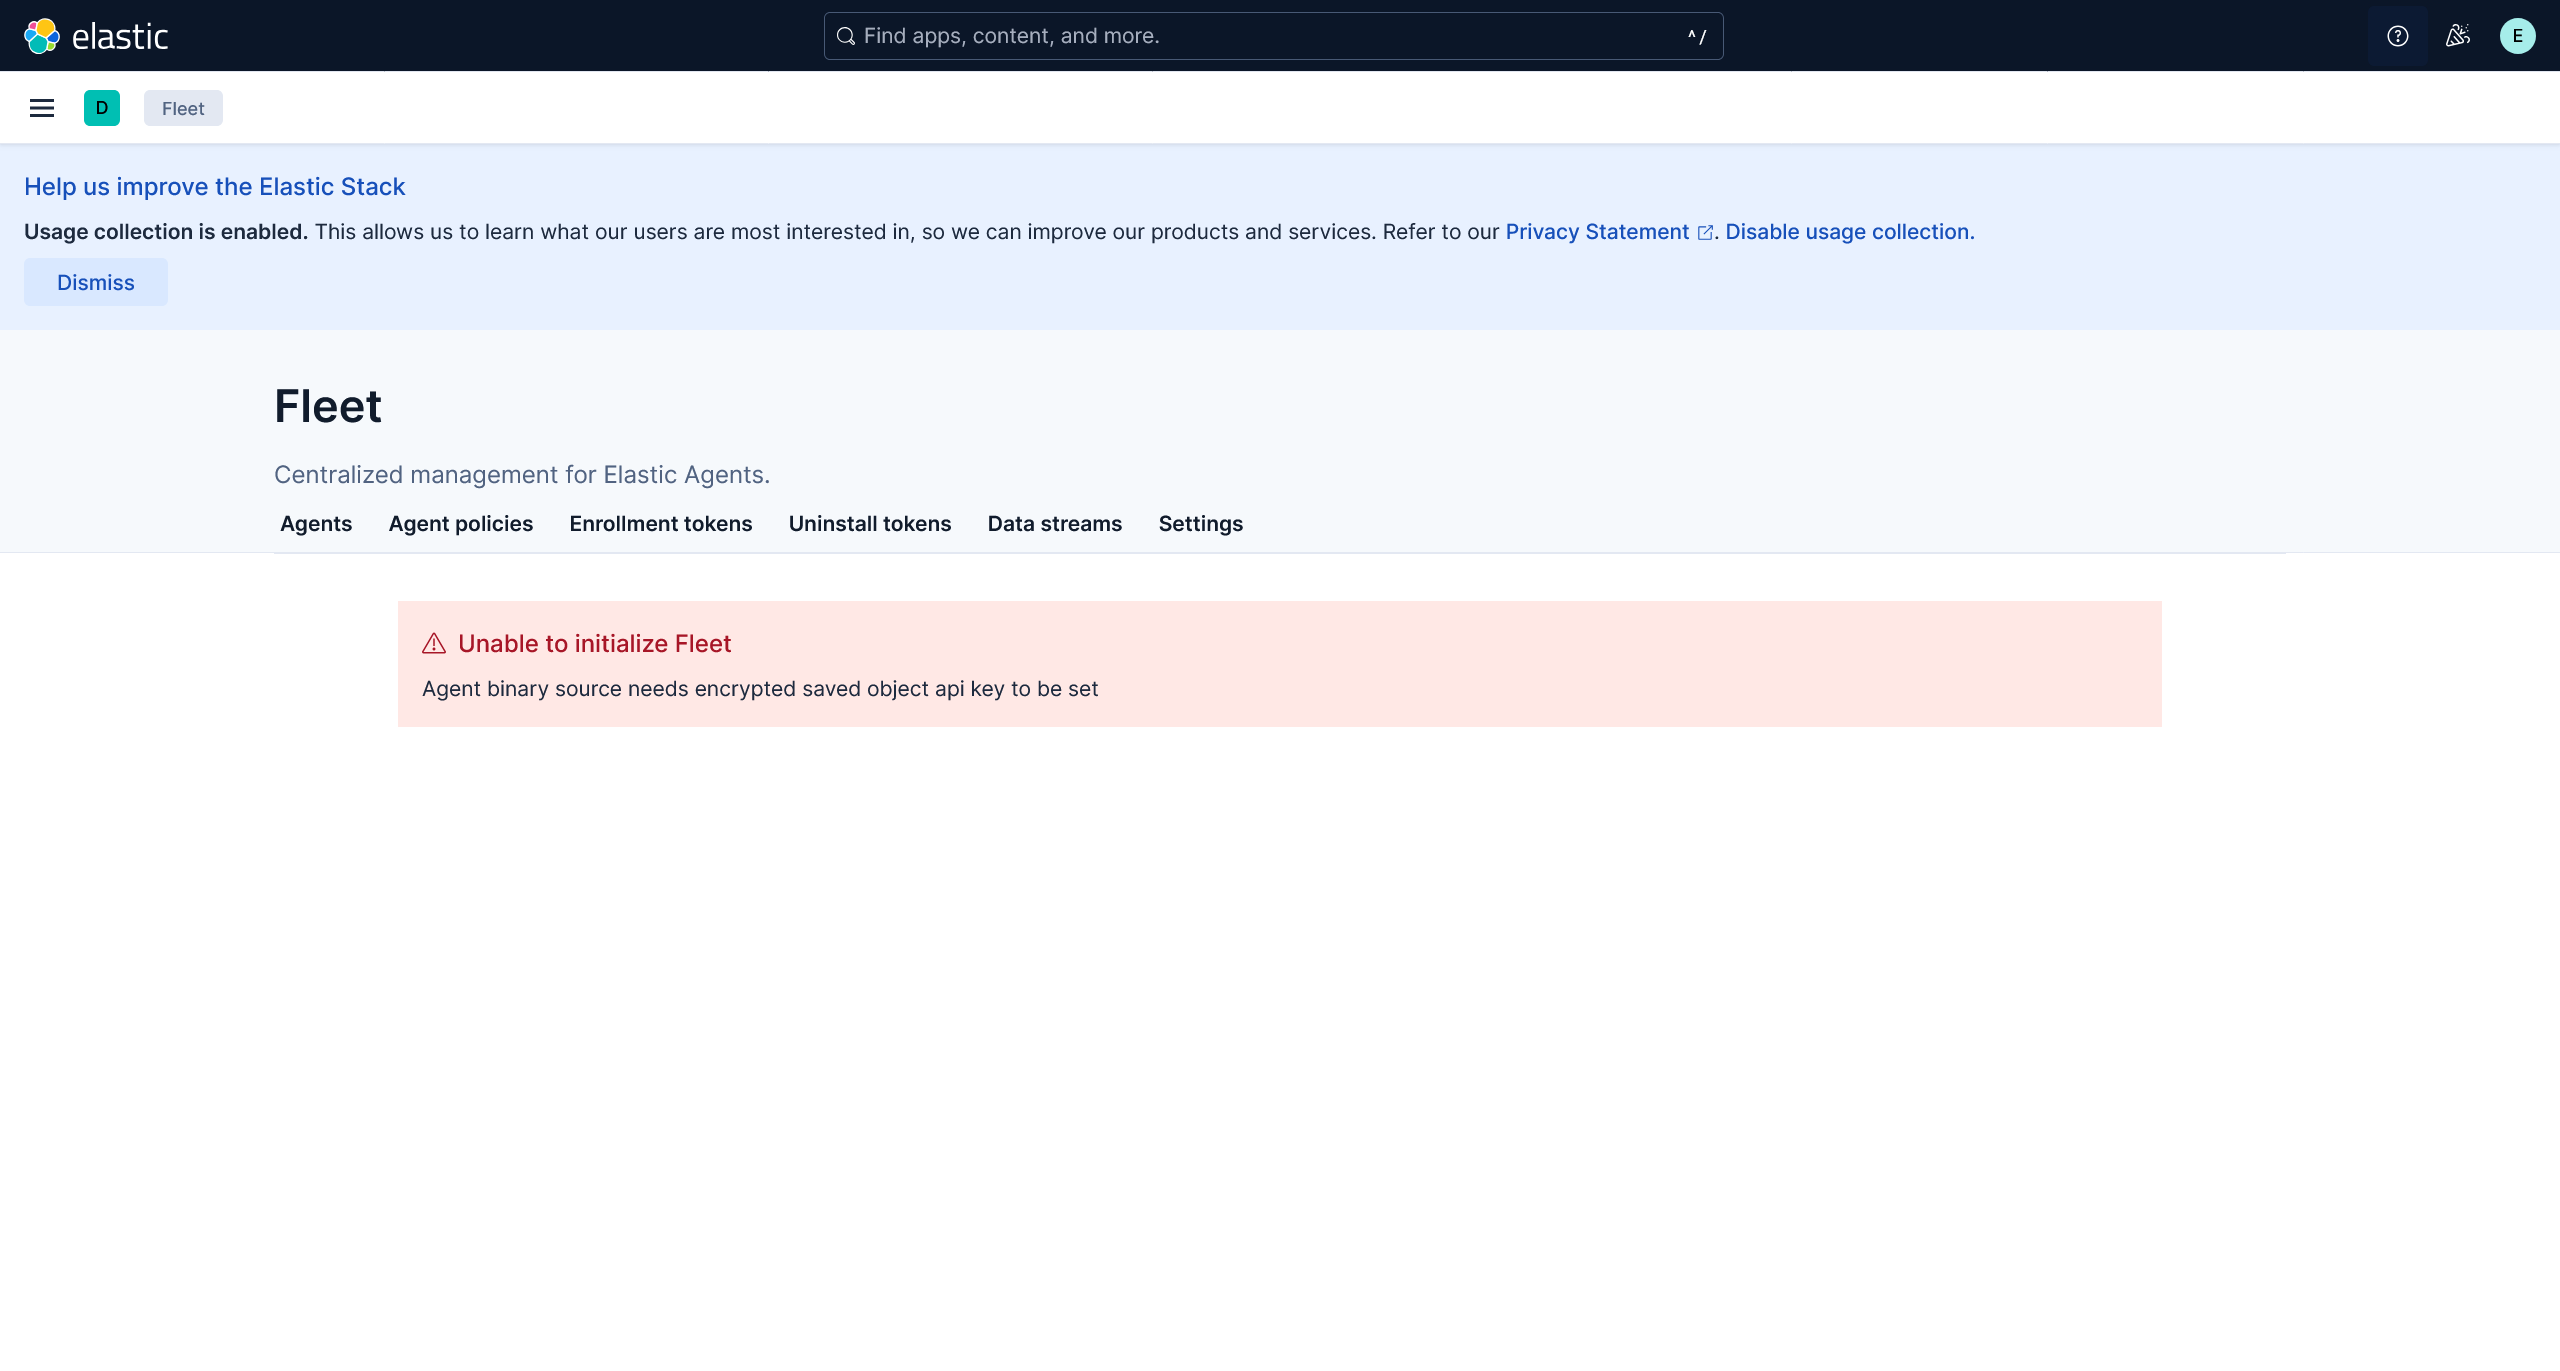 elastic
Find apps, content, and more.
^/
E
D
Fleet
Help us improve the Elastic Stack
Usage collection is enabled. This allows us to learn what our users are most interested in, so we can improve our products and services. Refer to our Privacy Statement. Disable usage collection.
Dismiss
Fleet
Centralized management for Elastic Agents.
Agents Agent policies Enrollment tokens Uninstall tokens Data streams Settings
Unable to initialize Fleet
Agent binary source needs encrypted saved object api key to be set